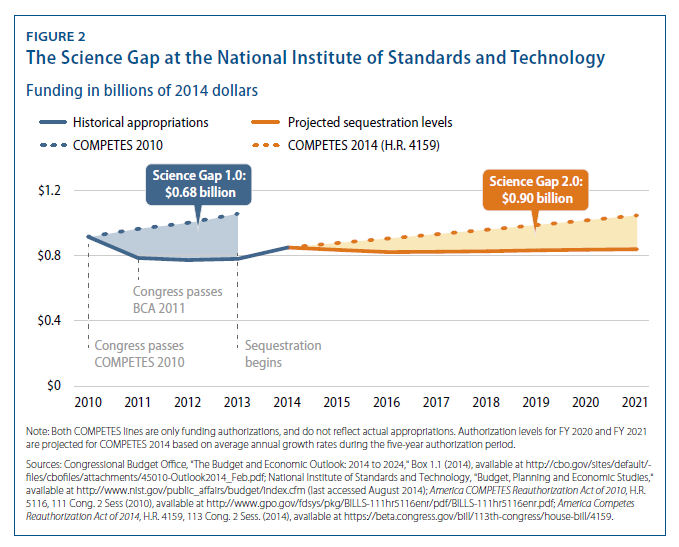 FIGURE 2
The Science Gap at the National Institute of Standards and Technology
Funding in billions of 2014 dollars
Historical appropriations
Projected sequestration levels
COMPETES 2010
COMPETES 2014 (H.R. 4159)
Science Gap 1.0:
$0.68 billion
Science Gap 2.0:
$0.90 billion
$1.2
$0.8
$0.4
$0
Congress passes
BCA 2011
Congress passes
COMPETES 2010
Sequestration
begins
2010 2011 2012 2013 2014 2015 2016 2017 2018 2019 2020 2021
Note: Both COMPETES lines are only funding authorizations, and do not reflect actual appropriations. Authorization levels for FY 2020 and FY 2021
are projected for COMPETES 2014 based on average annual growth rates during the five-year authorization period.
Sources: Congressional Budget Office, "The Budget and Economic Outlook: 2014 to 2024," Box 1.1 (2014), available at http://cbo.gov/sites/default/-
files/cbofiles/attachments/45010-Outlook2014_Feb.pdf; National Institute of Standards and Technology, "Budget, Planning and Economic Studies,"
available at http://www.nist.gov/public_affairs/budget/index.cfm (last accessed August 2014); America COMPETES Reauthorization Act of 2010, H.R.
5116, 111 Cong. 2 Sess (2010), available at http://www.gpo.gov/fdsys/pkg/BILLS-111hr5116enr/pdf/BILLS-111hr5116enr.pdf; America Competes
Reauthorization Act of 2014, H.R. 4159, 113 Cong. 2 Sess. (2014), available at https://beta.congress.gov/bill/113th-congress/house-bill/4159.